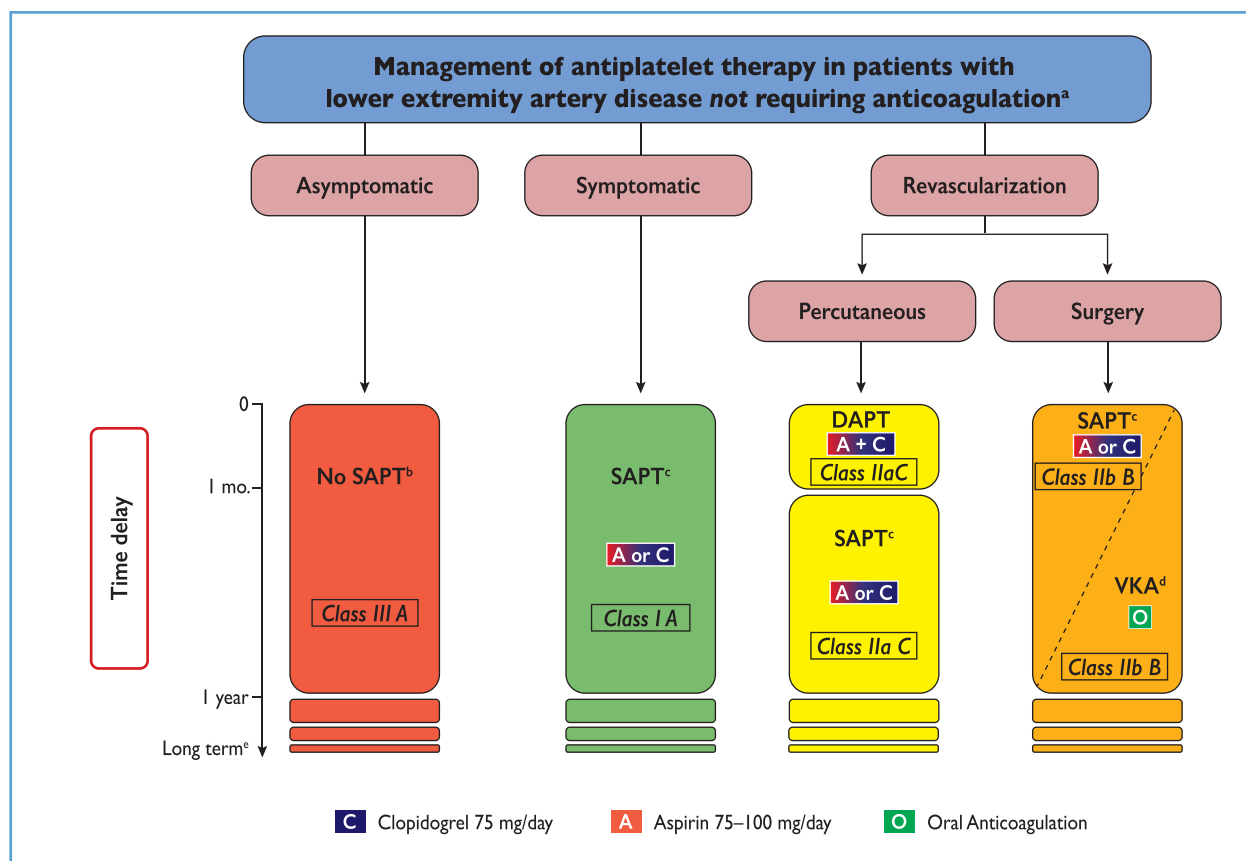 Management of antiplatelet therapy in patients with
lower extremity artery disease not requiring anticoagulationᵃ
Asymptomatic
Symptomatic
Revascularization
Percutaneous
Surgery
Time delay
0
1 mo.
1 year
Long termᵉ
No SAPTᵇ
Class III A
SAPTᶜ
A or C
Class I A
DAPT
A + C
Class IIaC
SAPTᶜ
A or C
Class IIa C
SAPTᶜ
A or C
Class IIb B
VKAᵈ
O
Class IIb B
C Clopidogrel 75 mg/day
A Aspirin 75–100 mg/day
O Oral Anticoagulation